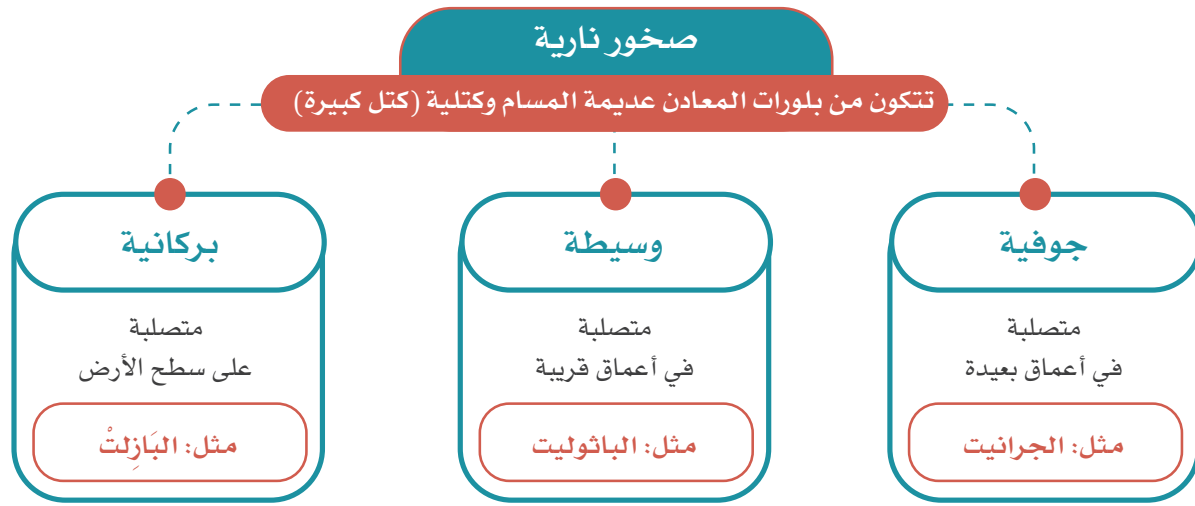 صخور نارية
تتكون من بلورات المعادن عديمة المسام وكتلية (كتل كبيرة)
جوفية
متصلبة
في أعماق بعيدة
مثل: الجرانيت
وسيطة
متصلبة
في أعماق قريبة
مثل: الباثوليت
بركانية
متصلبة
على سطح الأرض
مثل: البَازِلتْ